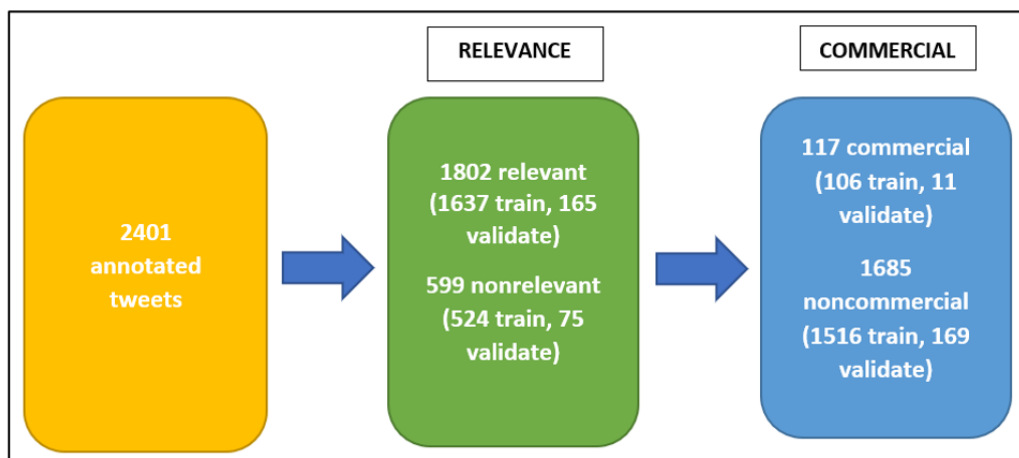 RELEVANCE
COMMERCIAL
2401
annotated
tweets
1802 relevant
(1637 train, 165
validate)
599 nonrelevant
(524 train, 75
validate)
117 commercial
(106 train, 11
validate)
1685
noncommercial
(1516 train, 169
validate)